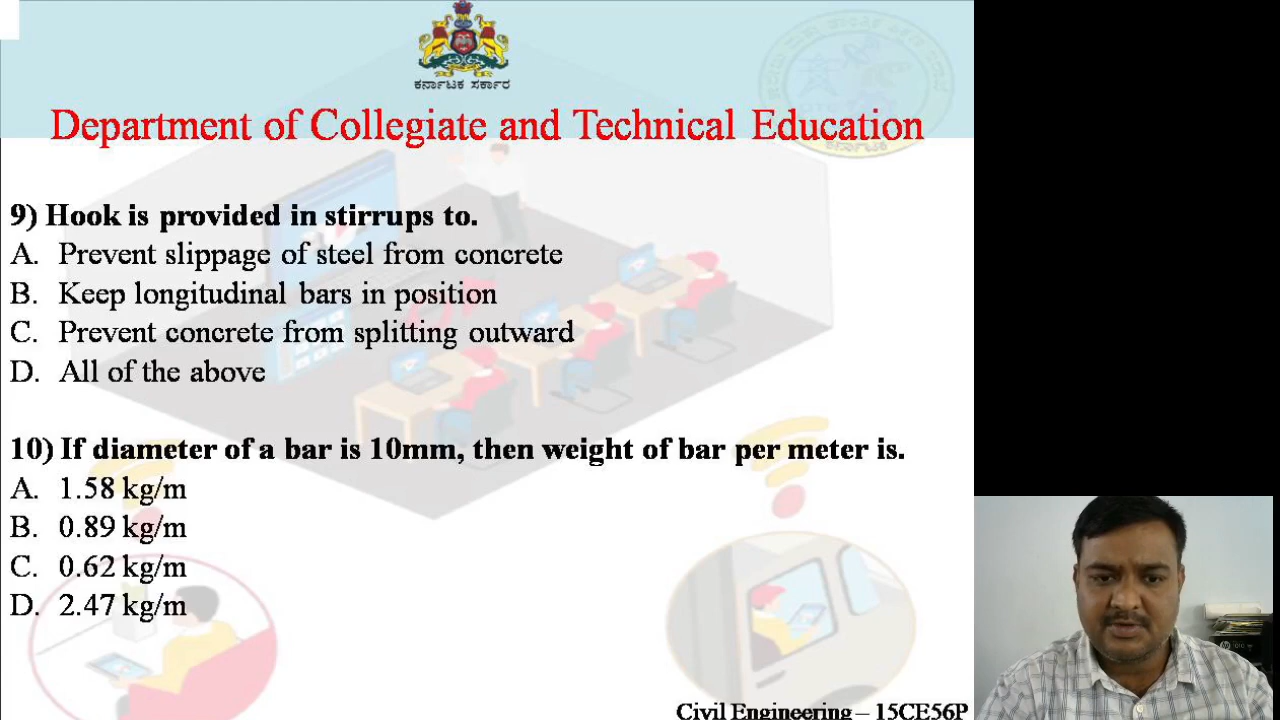 ಕರ್ನಾಟಕ ಸರ್ಕಾರ
Department of Collegiate and Technical Education
9) Hook is provided in stirrups to.
A. Prevent slippage of steel from concrete
B. Keep longitudinal bars in position
C. Prevent concrete from splitting outward
D. All of the above
10) If diameter of a bar is 10mm, then weight of bar per meter is.
A. 1.58 kg/m
B. 0.89 kg/m
C. 0.62 kg/m
D. 2.47 kg/m
Civil Engineering – 15CE56P